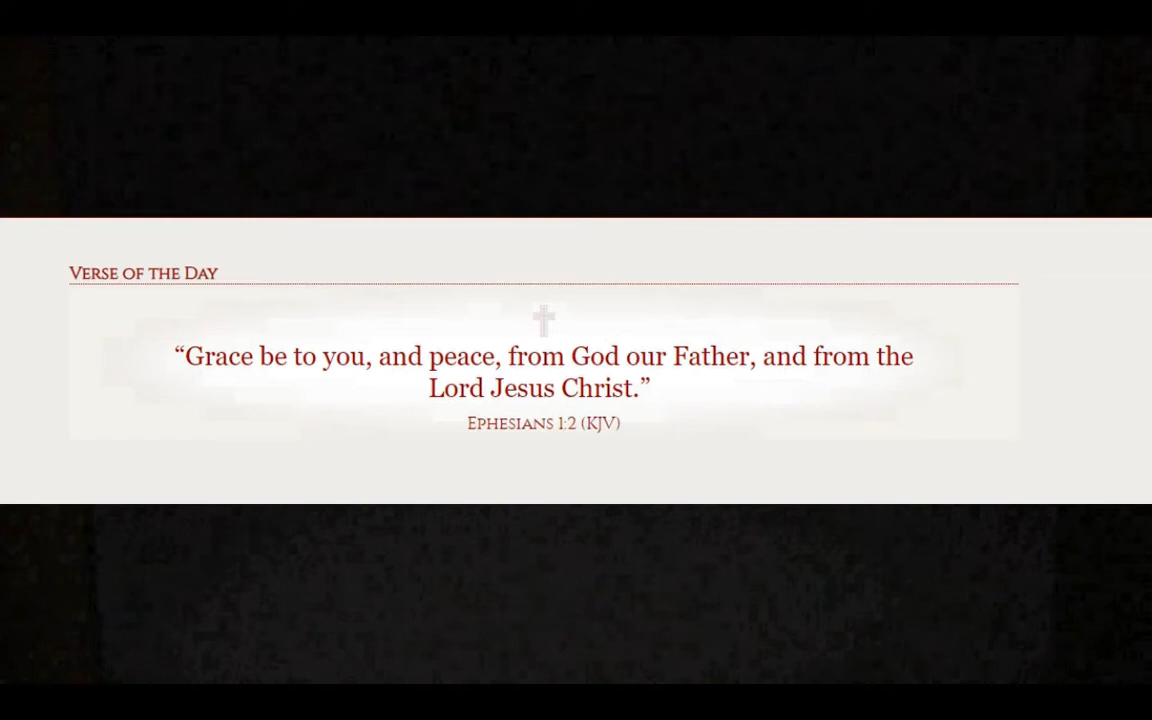 Verse of the Day
“Grace be to you, and peace, from God our Father, and from the
Lord Jesus Christ.”
Ephesians 1:2 (KJV)